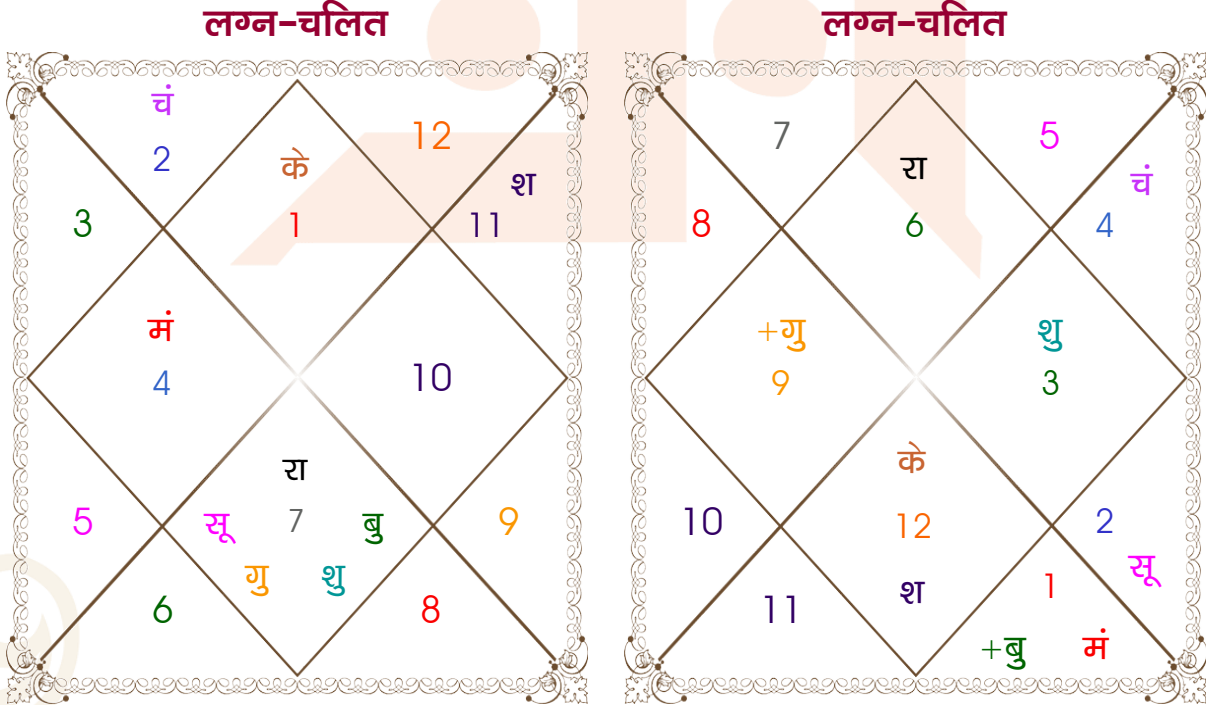 लग्न-चलित
चं
2
12
के
श
3
1
11
मं
4
10
रा
5
सू
7
बु
9
गु
शु
6
8
लग्न-चलित
7
5
रा
चं
8
6
4
+गु
शु
9
3
के
10
12
2
सू
1
11
श
+बु
मं